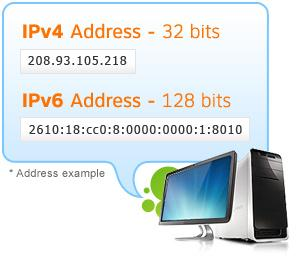 IPv4 Address - 32 bits
208.93.105.218
IPv6 Address - 128 bits
2610:18:cc0:8:0000:0000:1:8010
* Address example